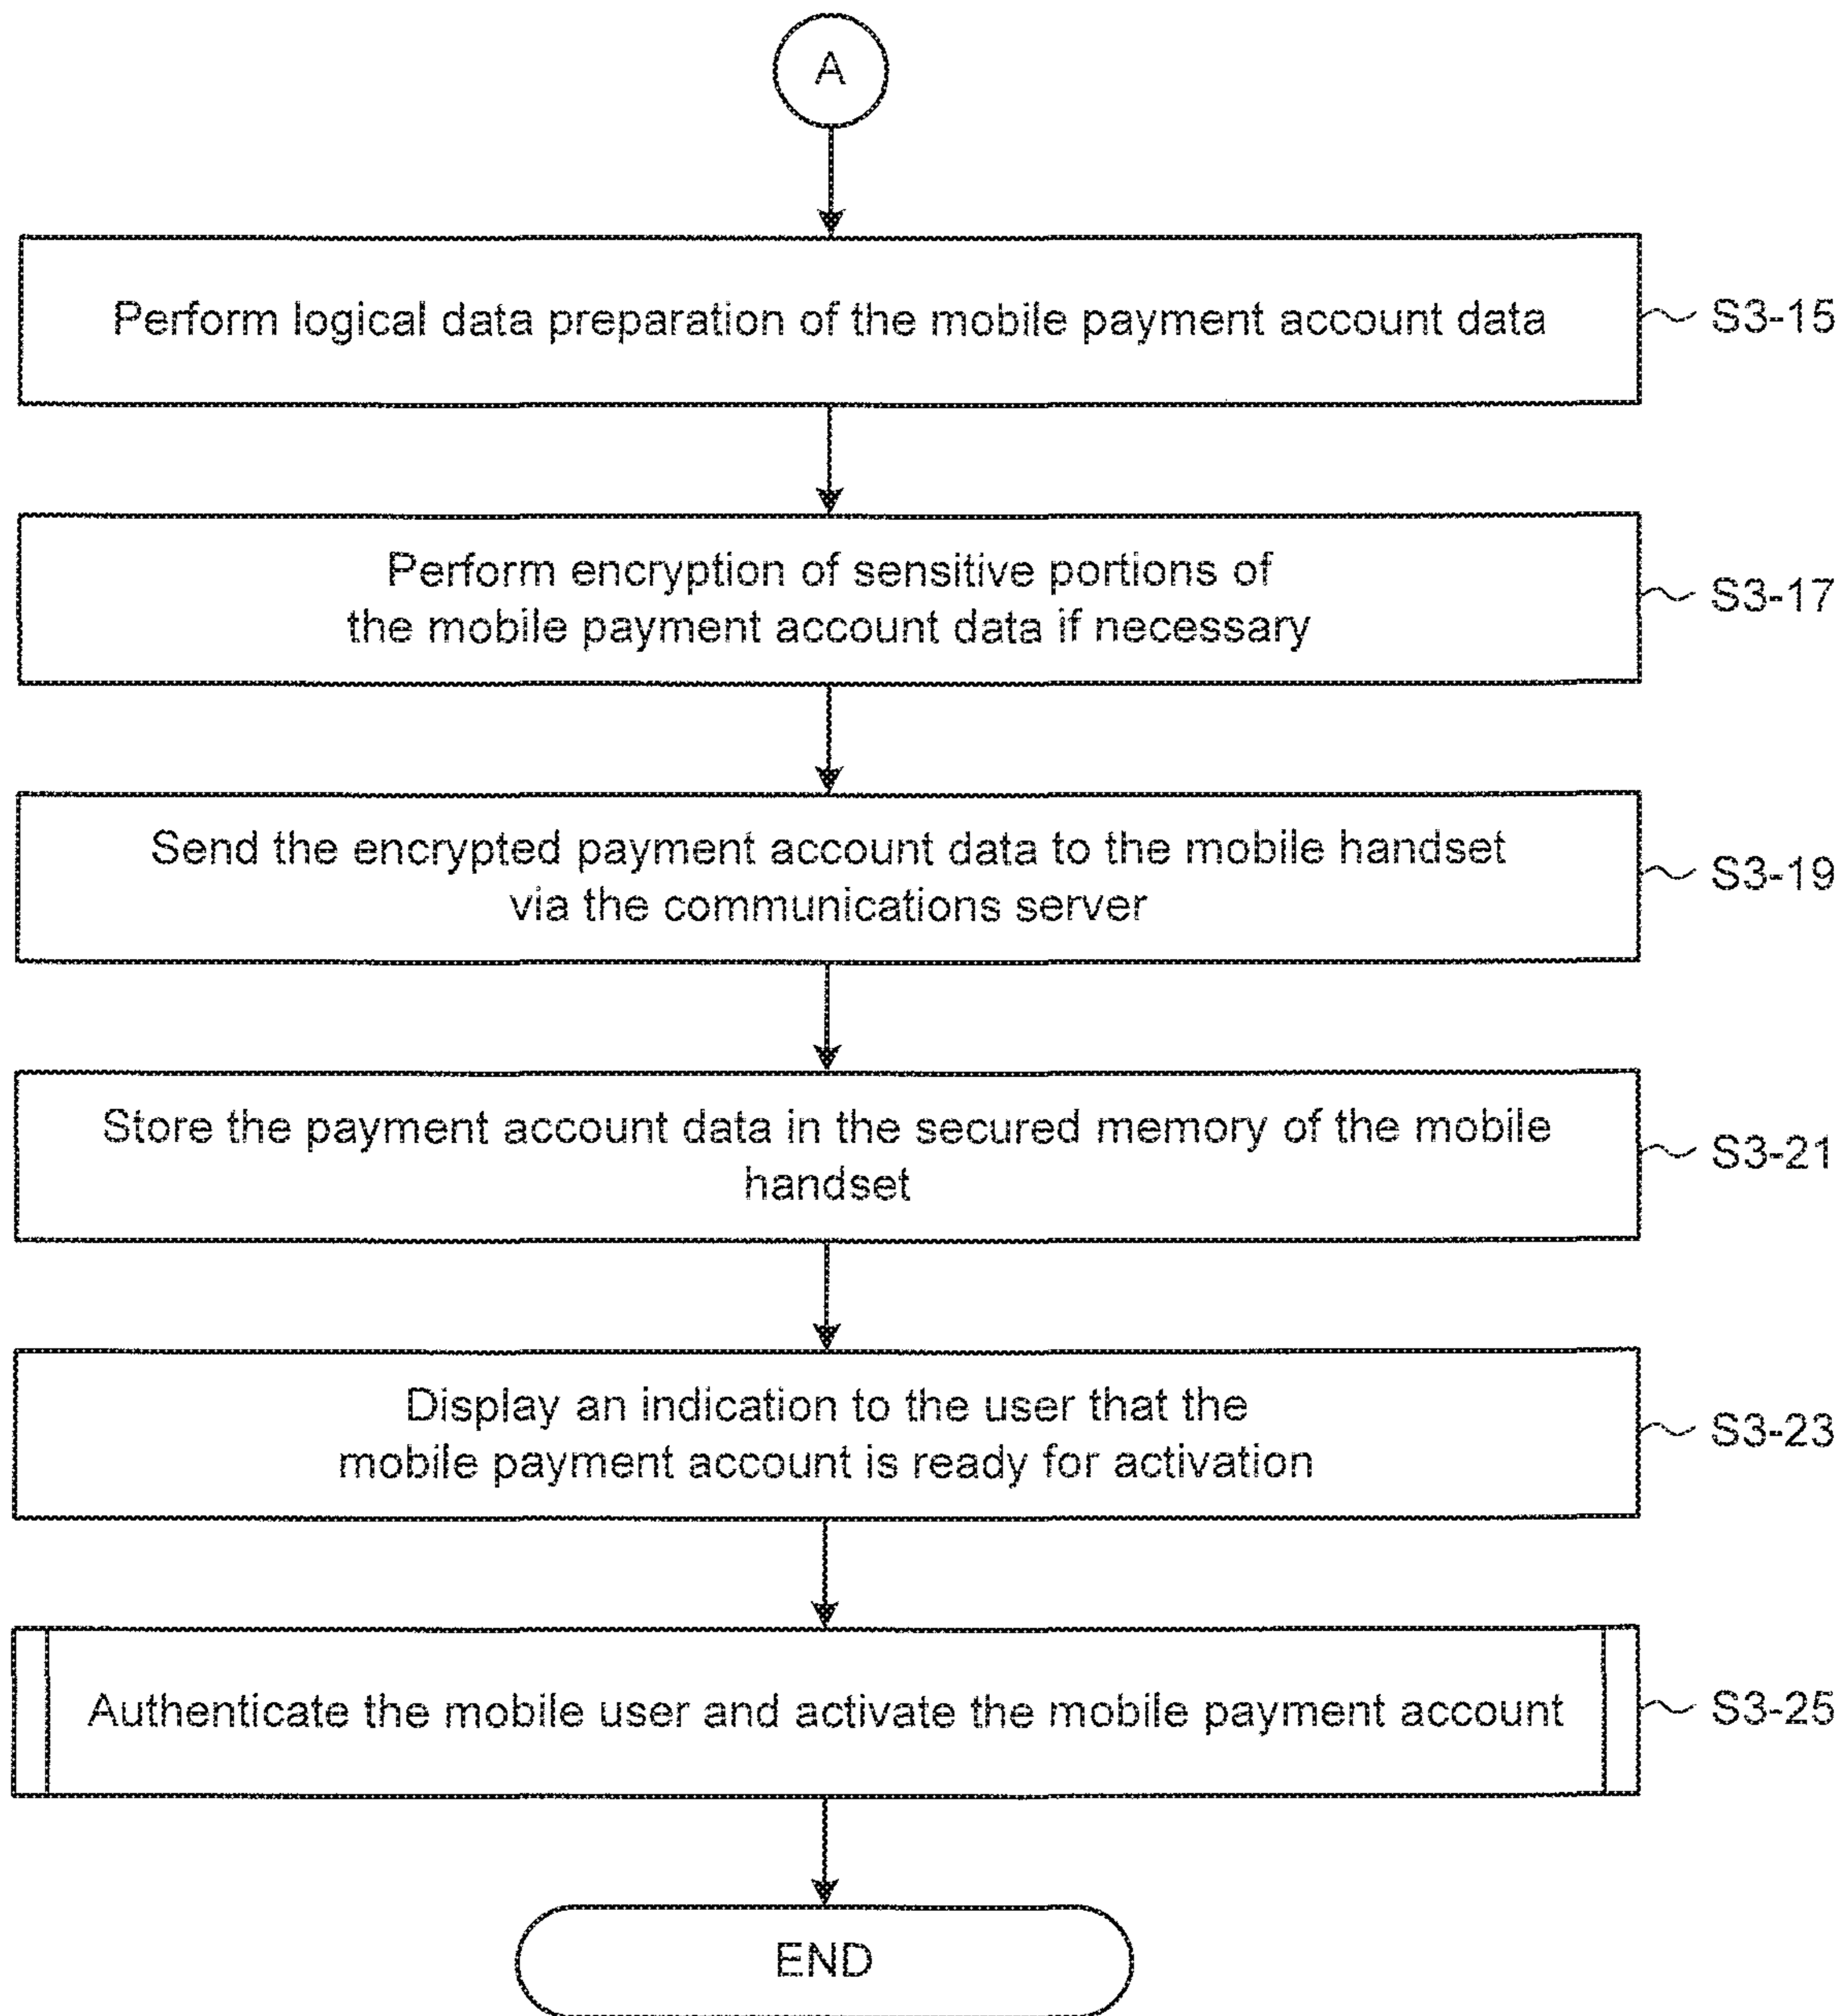 A
Perform logical data preparation of the mobile payment account data
S3-15
Perform encryption of sensitive portions of
the mobile payment account data if necessary
S3-17
Send the encrypted payment account data to the mobile handset
via the communications server
S3-19
Store the payment account data in the secured memory of the mobile
handset
S3-21
Display an indication to the user that the
mobile payment account is ready for activation
S3-23
Authenticate the mobile user and activate the mobile payment account
S3-25
END